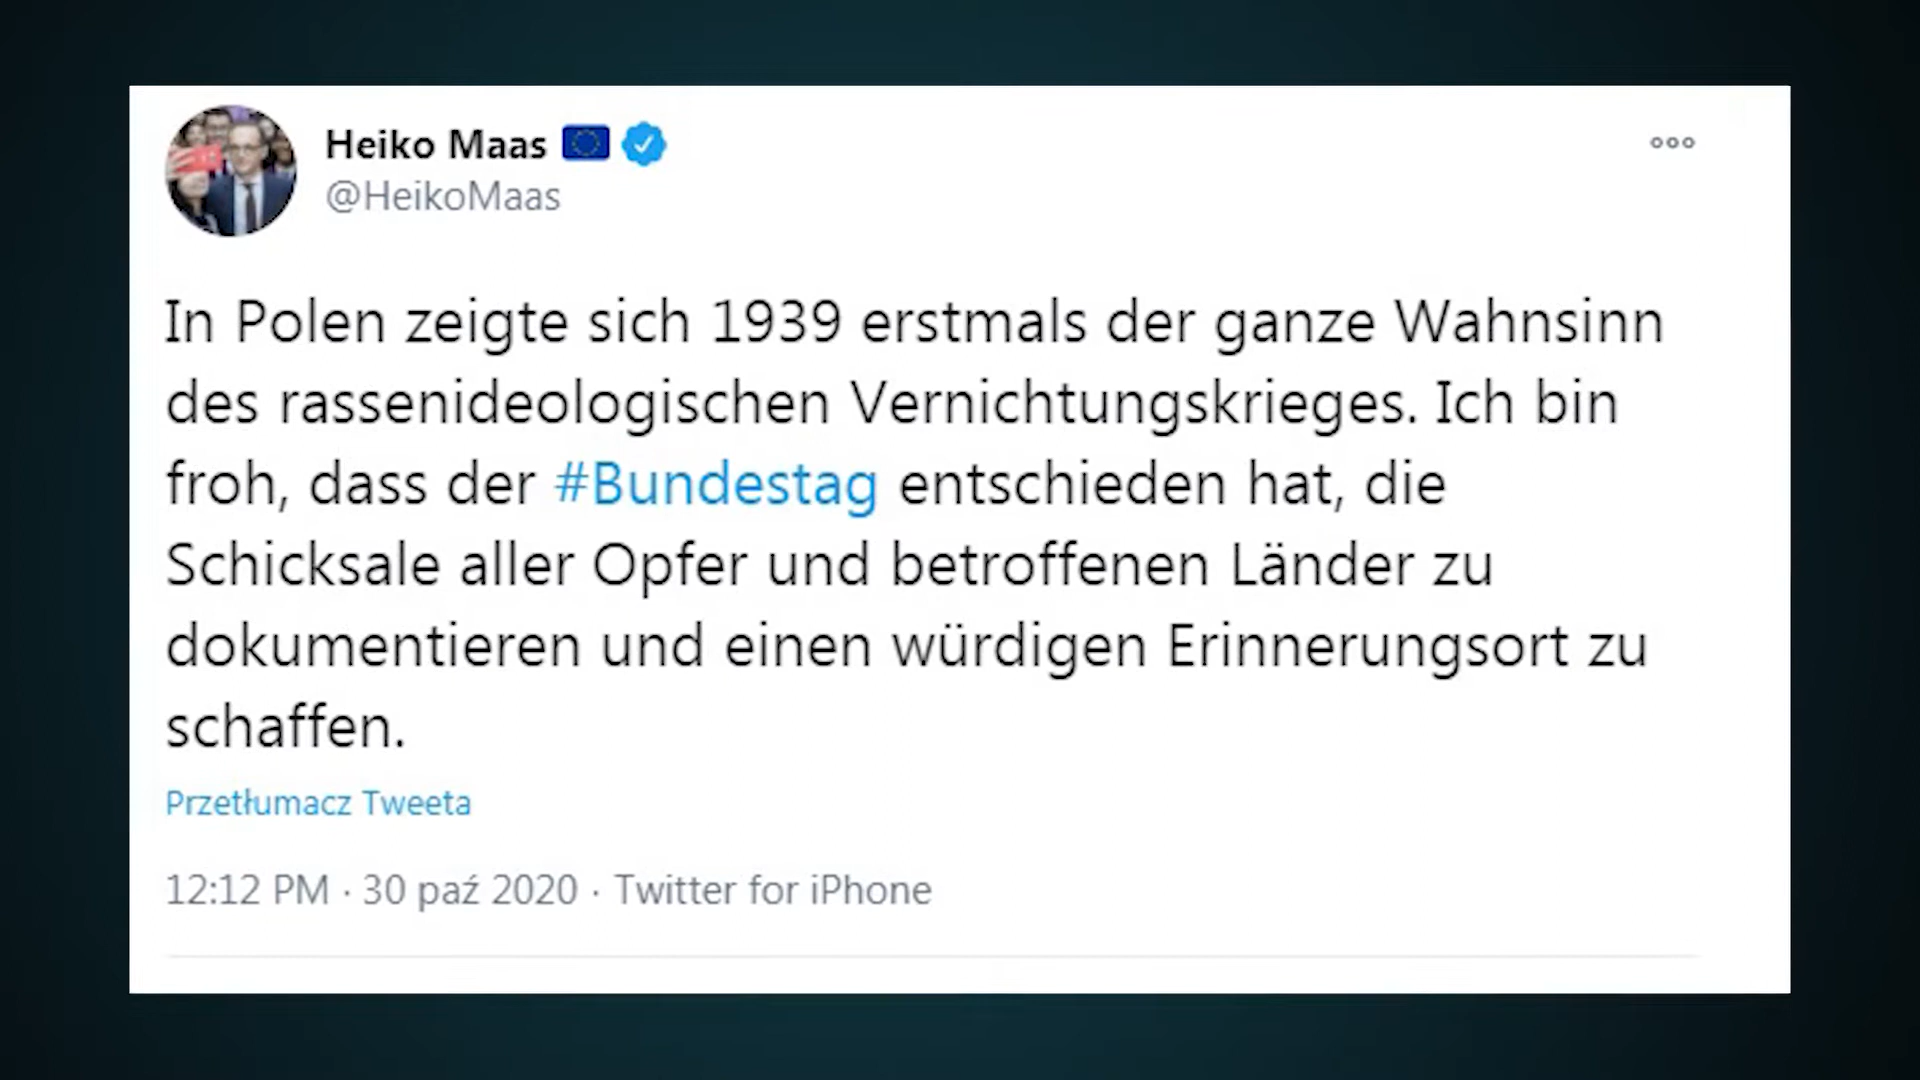 Heiko Maas
@HeikoMaas
In Polen zeigte sich 1939 erstmals der ganze Wahnsinn
des rassenideologischen Vernichtungskrieges. Ich bin
froh, dass der #Bundestag entschieden hat, die
Schicksale aller Opfer und betroffenen Länder zu
dokumentieren und einen würdigen Erinnerungsort zu
schaffen.
Przetłumacz Tweeta
12:12 PM · 30 paź 2020 · Twitter for iPhone